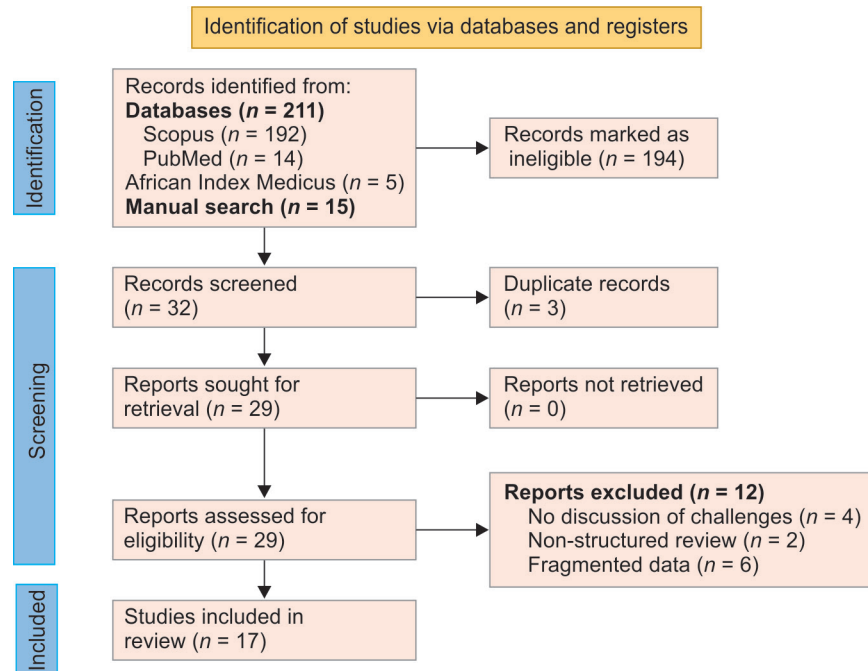 Identification of studies via databases and registers
Identification
Records identified from:
Databases (n = 211)
Scopus (n = 192)
PubMed (n = 14)
African Index Medicus (n = 5)
Manual search (n = 15)
Records marked as
ineligible (n = 194)
Screening
Records screened
(n = 32)
Duplicate records
(n = 3)
Reports sought for
retrieval (n = 29)
Reports not retrieved
(n = 0)
Reports assessed for
eligibility (n = 29)
Reports excluded (n = 12)
No discussion of challenges (n = 4)
Non-structured review (n = 2)
Fragmented data (n = 6)
Included
Studies included in
review (n = 17)